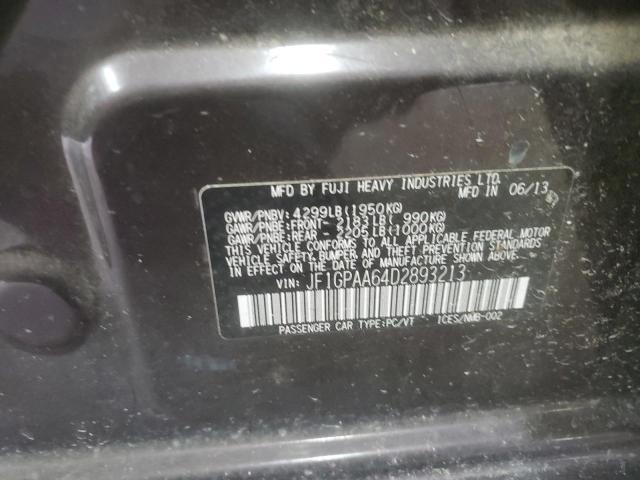 MFD BY FUJI HEAVY INDUSTRIES LTD.
MFD IN 06/13
GVWR/PNBV: 4299LB(1950KG)
GAWR/PNBE:FRONT- 2183LB( 990KG)
GAWR/PNBE:REAR - 2205LB(1000KG)
THIS VEHICLE CONFORMS TO ALL APPLICABLE FEDERAL MOTOR
VEHICLE SAFETY, BUMPER, AND THEFT PREVENTION STANDARDS
IN EFFECT ON THE DATE OF MANUFACTURE SHOWN ABOVE.
VIN: JF1GPAA64D2893213
PASSENGER CAR TYPE:PC/VT ICES/NMB-002